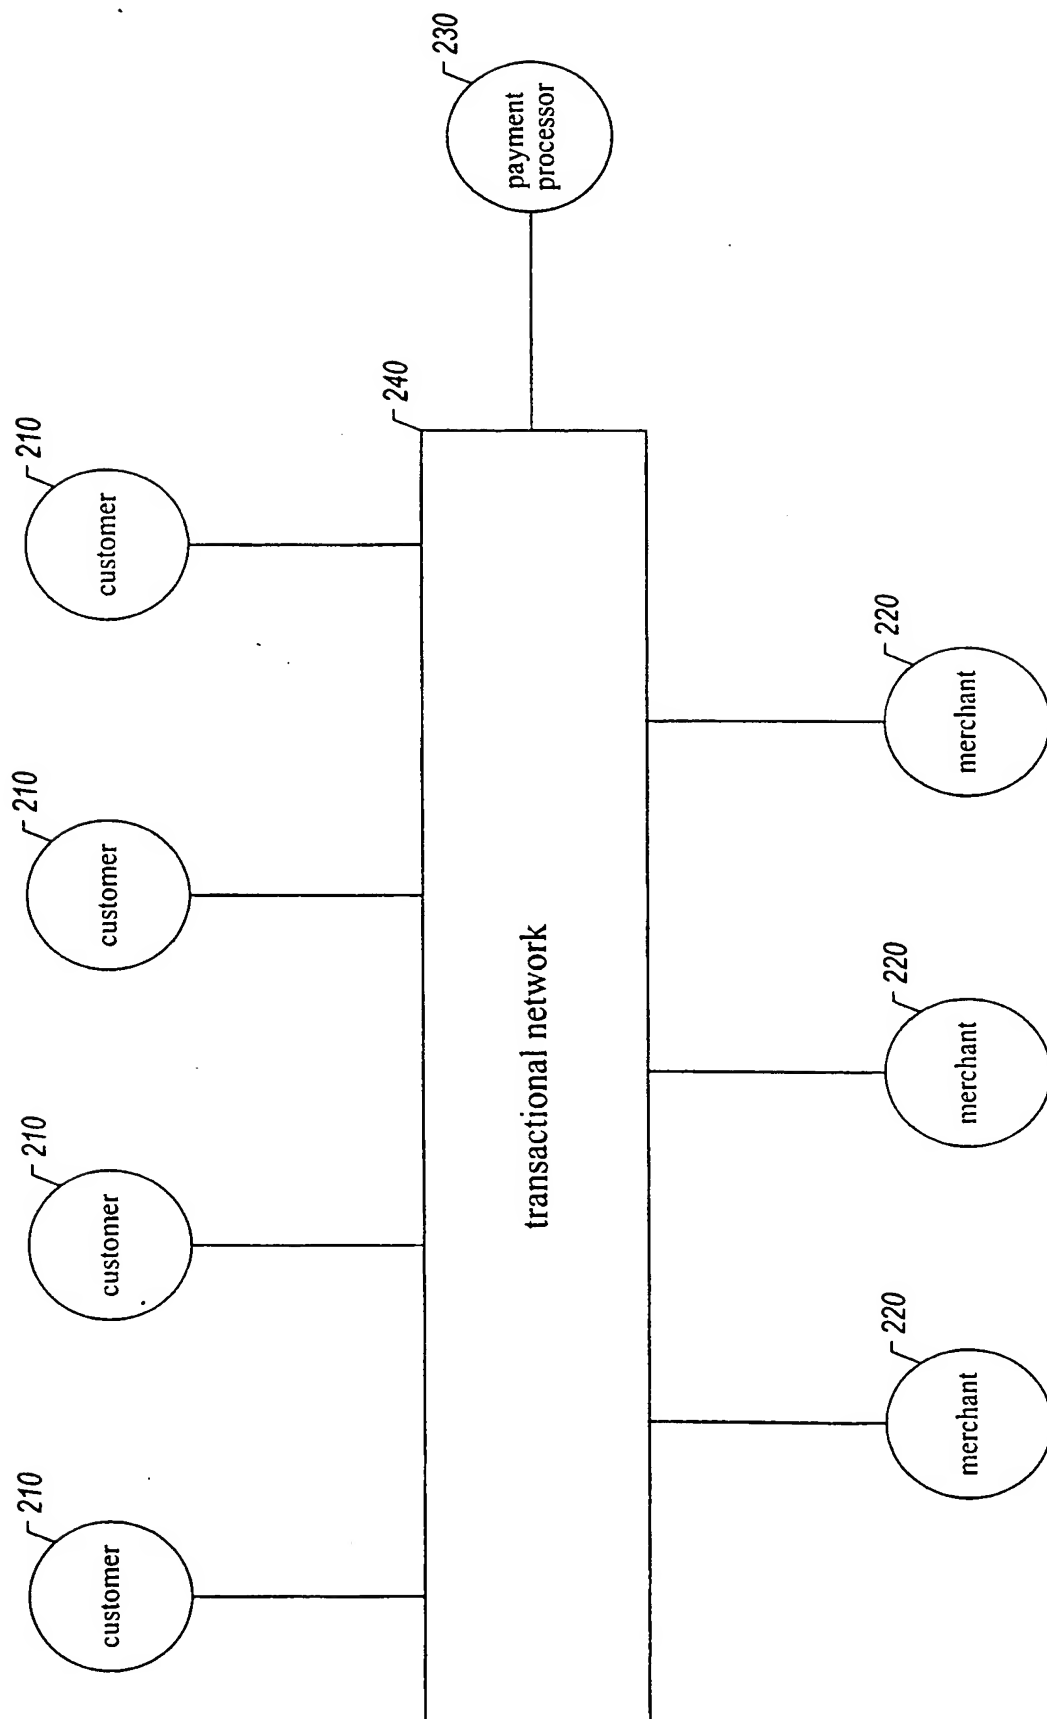 210
customer
210
customer
210
customer
210
customer
240
transactional network
230
payment
processor
220
merchant
220
merchant
220
merchant